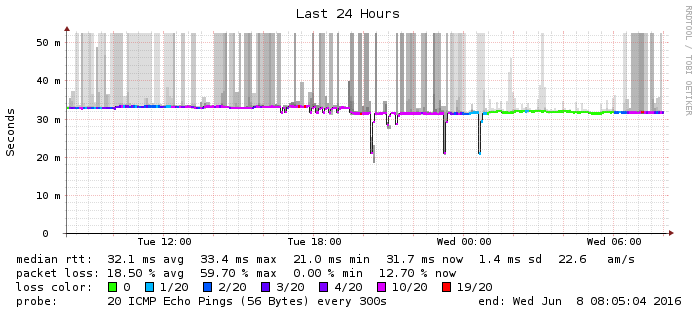 Last 24 Hours
RRDTOOL / TOBI OETIKER
Seconds
50 m
40 m
30 m
20 m
10 m
0
Tue 12:00 Tue 18:00 Wed 00:00 Wed 06:00
median rtt: 32.1 ms avg 33.4 ms max 21.0 ms min 31.7 ms now 1.4 ms sd 22.6 am/s
packet loss: 18.50 % avg 59.70 % max 0.00 % min 12.70 % now
loss color: 0 1/20 2/20 3/20 4/20 10/20 19/20
probe: 20 ICMP Echo Pings (56 Bytes) every 300s end: Wed Jun 8 08:05:04 2016